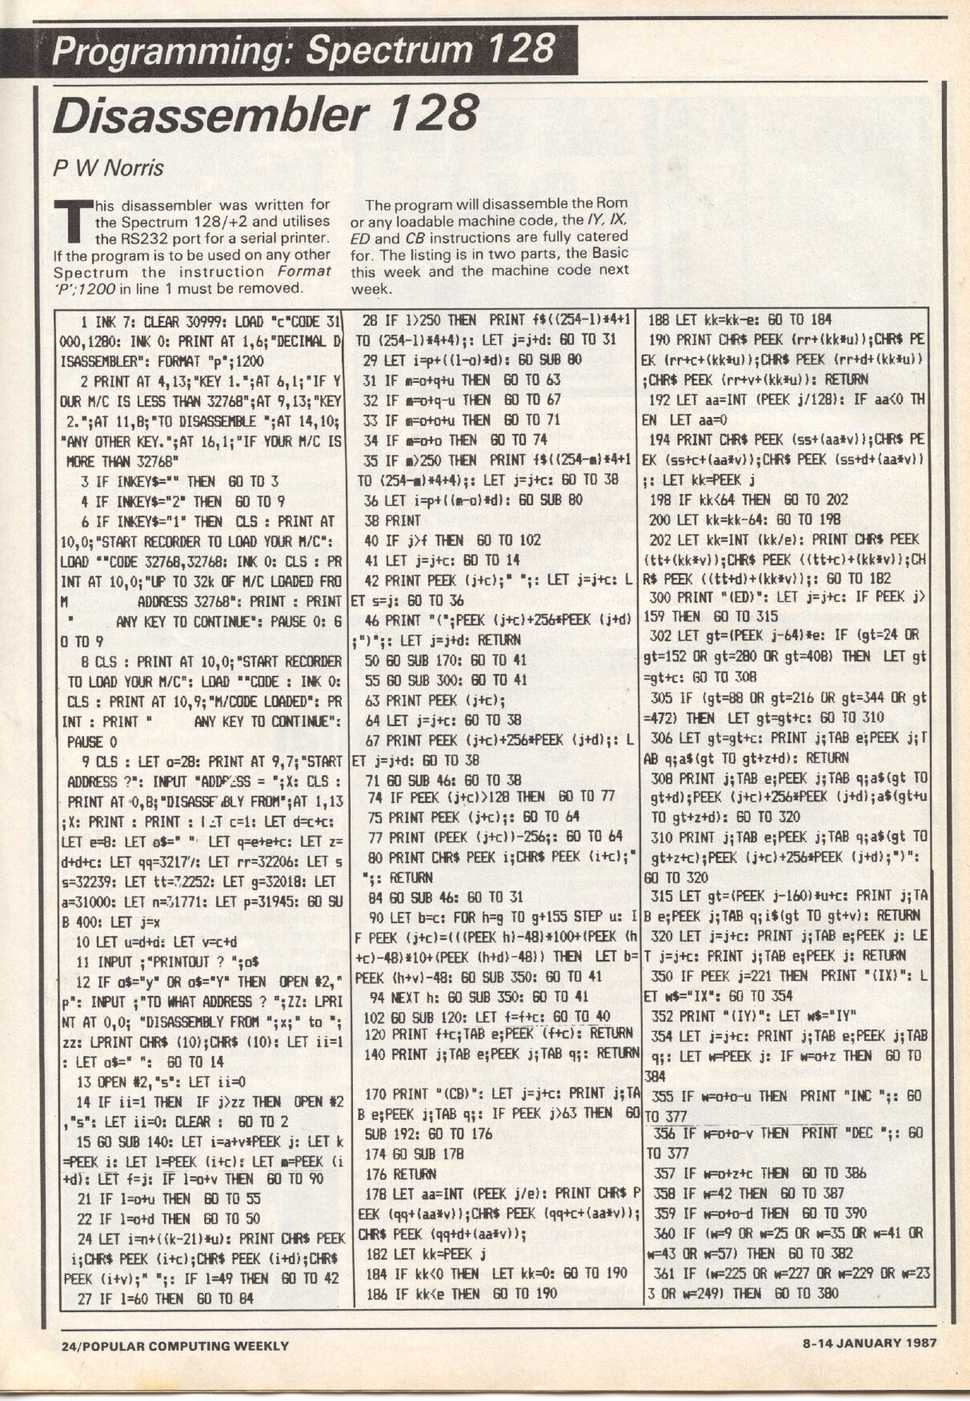 Programming: Spectrum 128
Disassembler 128
P W Norris
This disassembler was written for
the Spectrum 128/+2 and utilises
the RS232 port for a serial printer.
If the program is to be used on any other
Spectrum the instruction Format
'P';1200 in line 1 must be removed.
The program will disassemble the Rom
or any loadable machine code, the IY, IX,
ED and CB instructions are fully catered
for. The listing is in two parts, the Basic
this week and the machine code next
week.
1 INK 7: CLEAR 30999: LOAD "c"CODE 31
000,1280: INK 0: PRINT AT 1,6;"DECIMAL D
ISASSEMBLER": FORMAT "p";1200
2 PRINT AT 4,13;"KEY 1.";AT 6,1;"IF Y
OUR M/C IS LESS THAN 32768";AT 9,13;"KEY
2.";AT 11,8;"TO DISASSEMBLE ";AT 14,10;
"ANY OTHER KEY.";AT 16,1;"IF YOUR M/C IS
MORE THAN 32768"
3 IF INKEY$="" THEN  GO TO 3
4 IF INKEY$="2" THEN  GO TO 9
6 IF INKEY$="1" THEN  CLS : PRINT AT
10,0;"START RECORDER TO LOAD YOUR M/C":
LOAD ""CODE 32768,32768: INK 0: CLS : PR
INT AT 10,0;"UP TO 32k OF M/C LOADED FRO
M          ADDRESS 32768": PRINT : PRINT
"      ANY KEY TO CONTINUE": PAUSE 0: G
O TO 9
8 CLS : PRINT AT 10,0;"START RECORDER
TO LOAD YOUR M/C": LOAD ""CODE : INK 0:
CLS : PRINT AT 10,9;"M/CODE LOADED": PR
INT : PRINT "      ANY KEY TO CONTINUE":
PAUSE 0
9 CLS : LET o=28: PRINT AT 9,7;"START
ADDRESS ?": INPUT "ADDRESS = ";X: CLS :
PRINT AT 0,8;"DISASSEMBLY FROM";AT 1,13
;X: PRINT : PRINT : LET c=1: LET d=c+c:
LET e=8: LET o$=" ": LET q=e+e+c: LET z=
d+d+c: LET qq=32177: LET rr=32206: LET s
s=32239: LET tt=32252: LET g=32018: LET
a=31000: LET n=31771: LET p=31945: GO SU
B 400: LET j=x
10 LET u=d+d: LET v=c+d
11 INPUT ;"PRINTOUT ? ";o$
12 IF o$="y" OR o$="Y" THEN  OPEN #2,"
p": INPUT ;"TO WHAT ADDRESS ? ";ZZ: LPRI
NT AT 0,0; "DISASSEMBLY FROM ";x;" to ";
zz: LPRINT CHR$ (10);CHR$ (10): LET ii=1
: LET o$=" ":  GO TO 14
13 OPEN #2,"s": LET ii=0
14 IF ii=1 THEN  IF j>zz THEN  OPEN #2
,"s": LET ii=0: CLEAR :  GO TO 2
15 GO SUB 140: LET i=a+v*PEEK j: LET k
=PEEK i: LET l=PEEK (i+c): LET m=PEEK (i
+d): LET f=j: IF l=o+v THEN  GO TO 90
21 IF l=o+u THEN  GO TO 55
22 IF l=o+d THEN  GO TO 50
24 LET i=n+((k-21)*u): PRINT CHR$ PEEK
i;CHR$ PEEK (i+c);CHR$ PEEK (i+d);CHR$
PEEK (i+v);" ";: IF l=49 THEN  GO TO 42
27 IF l=60 THEN  GO TO 84
28 IF l>250 THEN  PRINT f$((254-l)*4+1
TO (254-l)*4+4);: LET j=j+d: GO TO 31
29 LET i=p+((l-o)*d): GO SUB 80
31 IF m=o+q+u THEN  GO TO 63
32 IF m=o+q-u THEN  GO TO 67
33 IF m=o+o+u THEN  GO TO 71
34 IF m=o+o THEN  GO TO 74
35 IF m>250 THEN  PRINT f$((254-m)*4+1
TO (254-m)*4+4);: LET j=j+c: GO TO 38
36 LET i=p+((m-o)*d): GO SUB 80
38 PRINT
40 IF j>f THEN  GO TO 102
41 LET j=j+c: GO TO 14
42 PRINT PEEK (j+c);" ";: LET j=j+c: L
ET s=j: GO TO 36
46 PRINT "(";PEEK (j+c)+256*PEEK (j+d)
;")";: LET j=j+d: RETURN
50 GO SUB 170: GO TO 41
55 GO SUB 300: GO TO 41
63 PRINT PEEK (j+c);
64 LET j=j+c: GO TO 38
67 PRINT PEEK (j+c)+256*PEEK (j+d);: L
ET j=j+d: GO TO 38
71 GO SUB 46: GO TO 38
74 IF PEEK (j+c)>128 THEN  GO TO 77
75 PRINT PEEK (j+c);: GO TO 64
77 PRINT (PEEK (j+c))-256;: GO TO 64
80 PRINT CHR$ PEEK i;CHR$ PEEK (i+c);"
";: RETURN
84 GO SUB 46: GO TO 31
90 LET b=c: FOR h=g TO g+155 STEP u: I
F PEEK (j+c)=(((PEEK h)-48)*100+(PEEK (h
+c)-48)*10+(PEEK (h+d)-48)) THEN  LET b=
PEEK (h+v)-48: GO SUB 350: GO TO 41
94 NEXT h: GO SUB 350: GO TO 41
102 GO SUB 120: LET f=f+c: GO TO 40
120 PRINT f+c;TAB e;PEEK (f+c): RETURN
140 PRINT j;TAB e;PEEK j;TAB q;: RETURN
170 PRINT "(CB)": LET j=j+c: PRINT j;TA
B e;PEEK j;TAB q;: IF PEEK j>63 THEN  GO
SUB 192: GO TO 176
174 GO SUB 178
176 RETURN
178 LET aa=INT (PEEK j/e): PRINT CHR$ P
EEK (qq+(aa*v));CHR$ PEEK (qq+c+(aa*v));
CHR$ PEEK (qq+d+(aa*v));
182 LET kk=PEEK j
184 IF kk<0 THEN  LET kk=0: GO TO 190
186 IF kk<e THEN  GO TO 190
188 LET kk=kk-e: GO TO 184
190 PRINT CHR$ PEEK (rr+(kk*u));CHR$ PE
EK (rr+c+(kk*u));CHR$ PEEK (rr+d+(kk*u))
;CHR$ PEEK (rr+v+(kk*u)): RETURN
192 LET aa=INT (PEEK j/128): IF aa<0 TH
EN  LET aa=0
194 PRINT CHR$ PEEK (ss+(aa*v));CHR$ PE
EK (ss+c+(aa*v));CHR$ PEEK (ss+d+(aa*v))
;: LET kk=PEEK j
198 IF kk<64 THEN  GO TO 202
200 LET kk=kk-64: GO TO 198
202 LET kk=INT (kk/e): PRINT CHR$ PEEK
(tt+(kk*v));CHR$ PEEK ((tt+c)+(kk*v));CH
R$ PEEK ((tt+d)+(kk*v));: GO TO 182
300 PRINT "(ED)": LET j=j+c: IF PEEK j>
159 THEN  GO TO 315
302 LET gt=(PEEK j-64)*e: IF (gt=24 OR
gt=152 OR gt=280 OR gt=408) THEN  LET gt
=gt+c: GO TO 308
305 IF (gt=88 OR gt=216 OR gt=344 OR gt
=472) THEN  LET gt=gt+c: GO TO 310
306 LET gt=gt+c: PRINT j;TAB e;PEEK j;T
AB q;a$(gt TO gt+z+d): RETURN
308 PRINT j;TAB e;PEEK j;TAB q;a$(gt TO
gt+d);PEEK (j+c)+256*PEEK (j+d);a$(gt+u
TO gt+z+d): GO TO 320
310 PRINT j;TAB e;PEEK j;TAB q;a$(gt TO
gt+z+c);PEEK (j+c)+256*PEEK (j+d);")":
GO TO 320
315 LET gt=(PEEK j-160)*u+c: PRINT j;TA
B e;PEEK j;TAB q;i$(gt TO gt+v): RETURN
320 LET j=j+c: PRINT j;TAB e;PEEK j: LE
T j=j+c: PRINT j;TAB e;PEEK j: RETURN
350 IF PEEK j=221 THEN  PRINT "(IX)": L
ET w$="IX": GO TO 354
352 PRINT "(IY)": LET w$="IY"
354 LET j=j+c: PRINT j;TAB e;PEEK j;TAB
q;: LET w=PEEK j: IF w=o+z THEN  GO TO
384
355 IF w=o+o-u THEN  PRINT "INC ";: GO
TO 377
356 IF w=o+o-v THEN  PRINT "DEC ";: GO
TO 377
357 IF w=o+z+c THEN  GO TO 386
358 IF w=42 THEN  GO TO 387
359 IF w=o+o-d THEN  GO TO 390
360 IF (w=9 OR w=25 OR w=35 OR w=41 OR
w=43 OR w=57) THEN  GO TO 382
361 IF (w=225 OR w=227 OR w=229 OR w=23
3 OR w=249) THEN  GO TO 380
24/POPULAR COMPUTING WEEKLY
8-14 JANUARY 1987